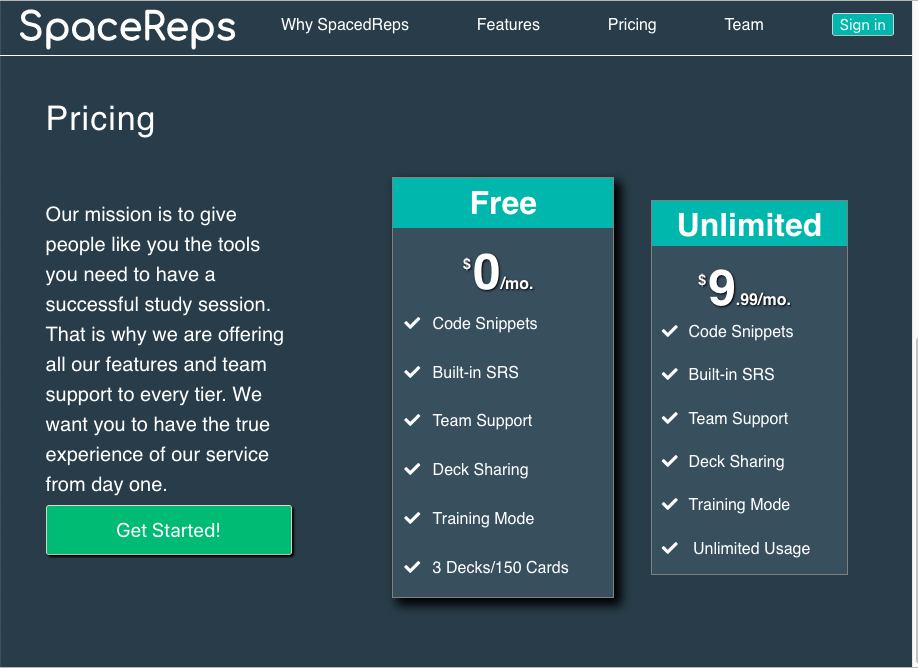 SpaceReps
Why SpacedReps
Features
Pricing
Team
Sign in
Pricing
Our mission is to give
people like you the tools
you need to have a
successful study session.
That is why we are offering
all our features and team
support to every tier. We
want you to have the true
experience of our service
from day one.
Get Started!
Free
$0/mo.
Code Snippets
Built-in SRS
Team Support
Deck Sharing
Training Mode
3 Decks/150 Cards
Unlimited
$9.99/mo.
Code Snippets
Built-in SRS
Team Support
Deck Sharing
Training Mode
Unlimited Usage